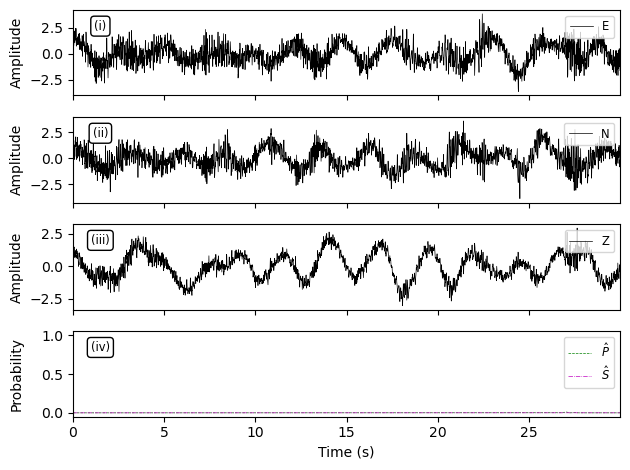 Amplitude
2.5
0.0
−2.5
(i)
E
Amplitude
2.5
0.0
−2.5
(ii)
N
Amplitude
2.5
0.0
−2.5
(iii)
Z
Probability
1.0
0.5
0.0
(iv)
P̂
Ŝ
0 5 10 15 20 25
Time (s)